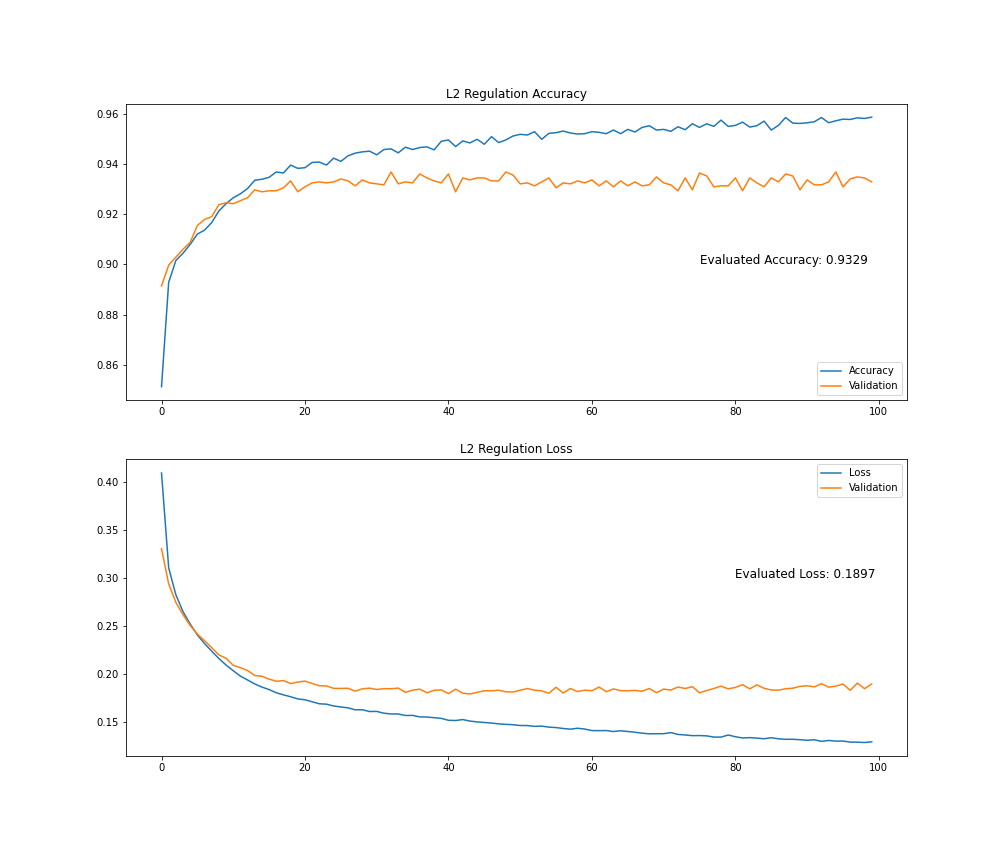 L2 Regulation Accuracy
0.96
0.94
0.92
0.90
0.88
0.86
Evaluated Accuracy: 0.9329
Accuracy
Validation
0 20 40 60 80 100
L2 Regulation Loss
0.40
0.35
0.30
0.25
0.20
0.15
Loss
Validation
Evaluated Loss: 0.1897
0 20 40 60 80 100